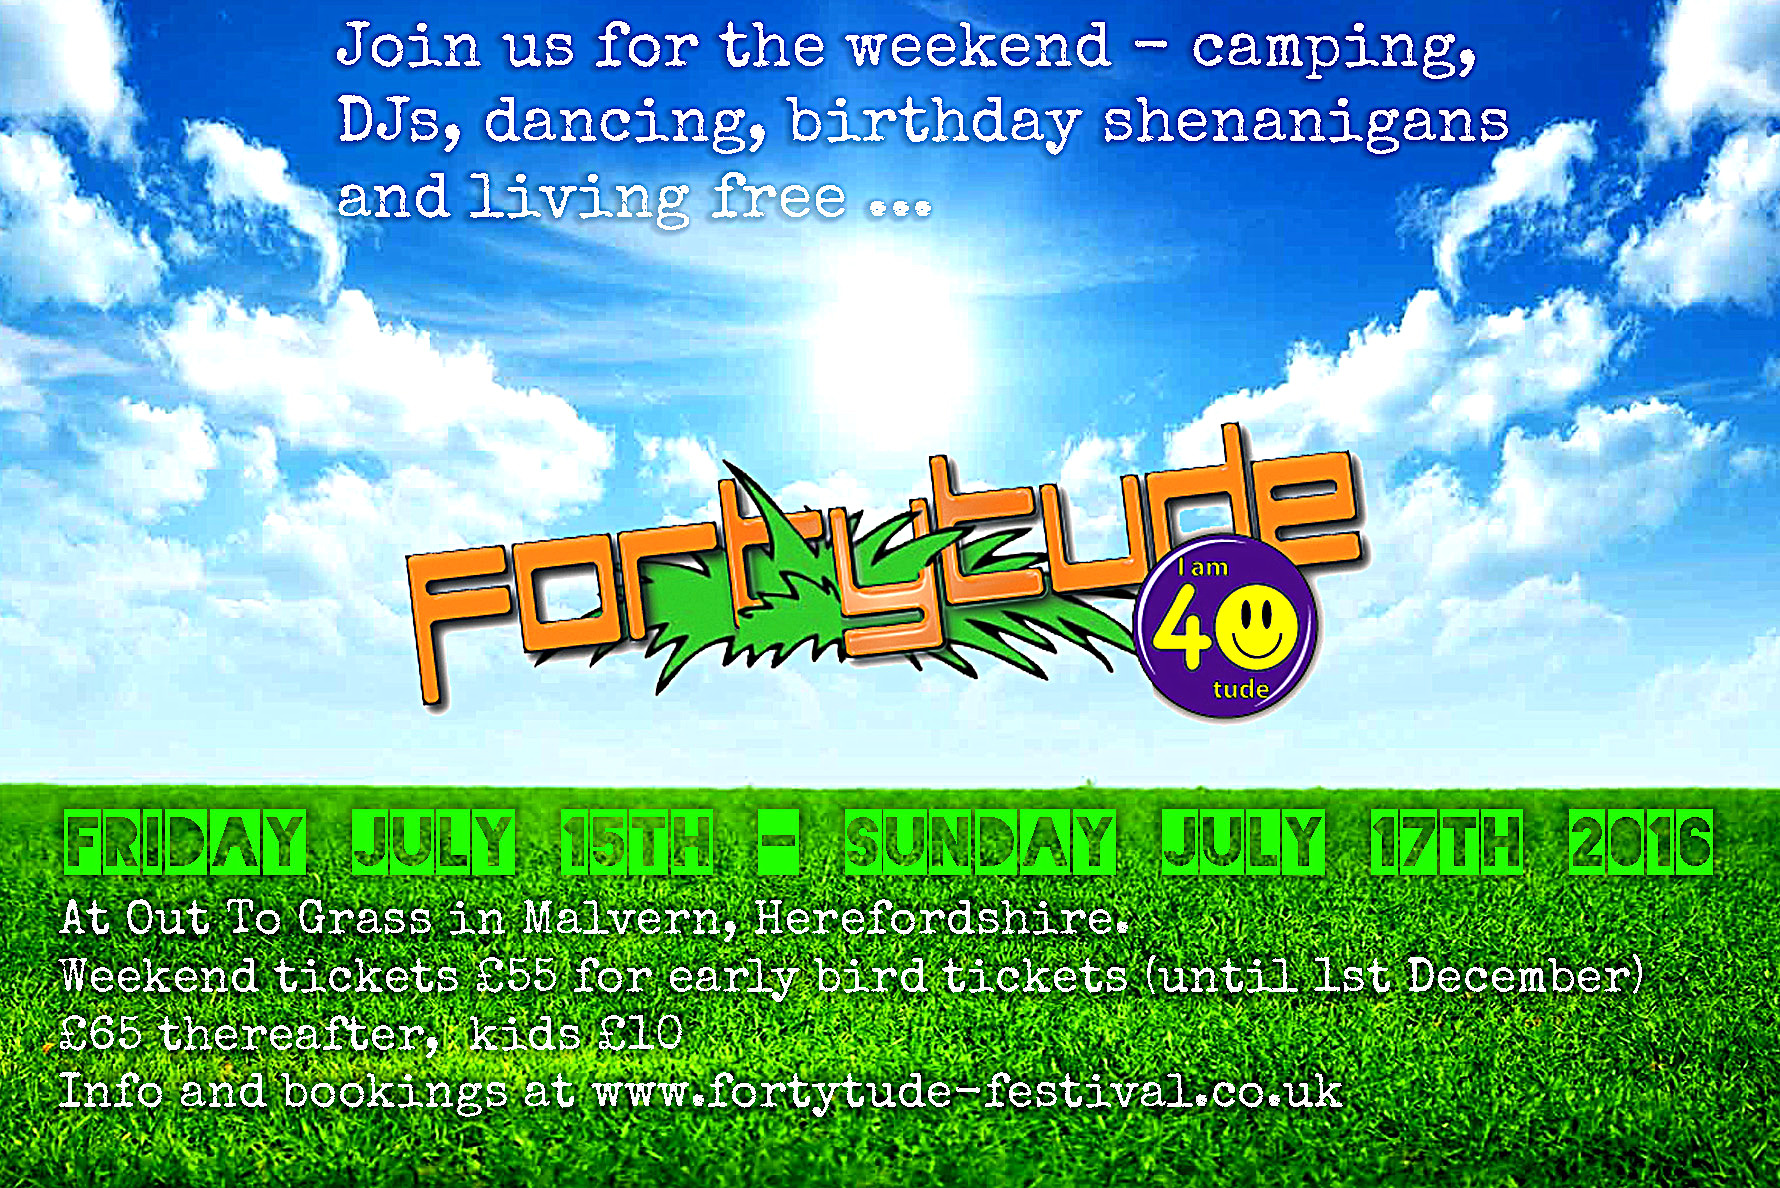 Join us for the weekend - camping,
DJs, dancing, birthday shenanigans
and living free ...
Fortytude
I am
40
tude
FRIDAY JULY 15TH - SUNDAY JULY 17TH 2016
At Out To Grass in Malvern, Herefordshire.
Weekend tickets £55 for early bird tickets (until 1st December)
£65 thereafter, kids £10
Info and bookings at www.fortytude-festival.co.uk